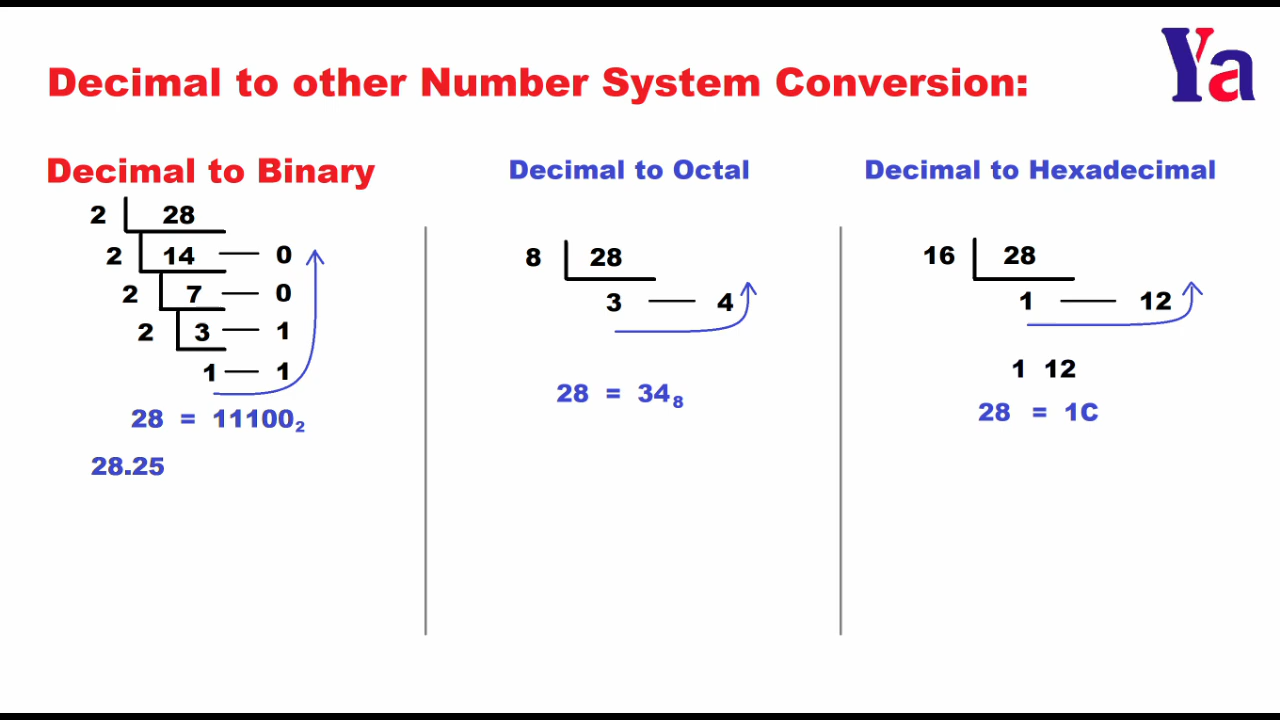 Ya
Decimal to other Number System Conversion:
Decimal to Binary
2 28
2 14 — 0
2 7 — 0
2 3 — 1
1 — 1
28 = 11100₂
28.25
Decimal to Octal
8 28
3 — 4
28 = 34₈
Decimal to Hexadecimal
16 28
1 — 12
1 12
28 = 1C